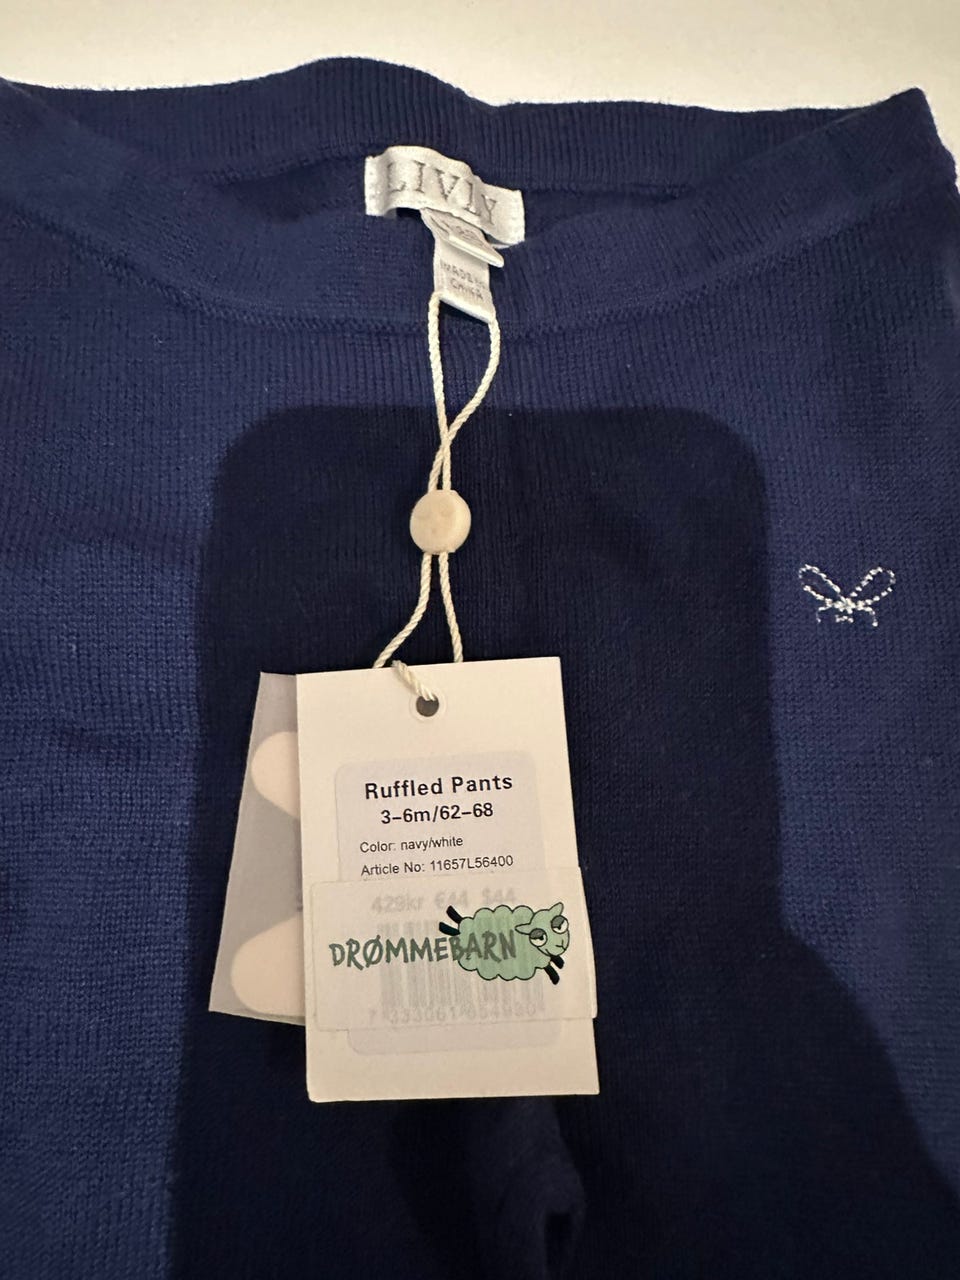 LIVLY
MADE IN
CHINA
Ruffled Pants
3–6m/62–68
Color: navy/white
Article No: 11657L56400
429kr €44 $44
DRØMMEBARN